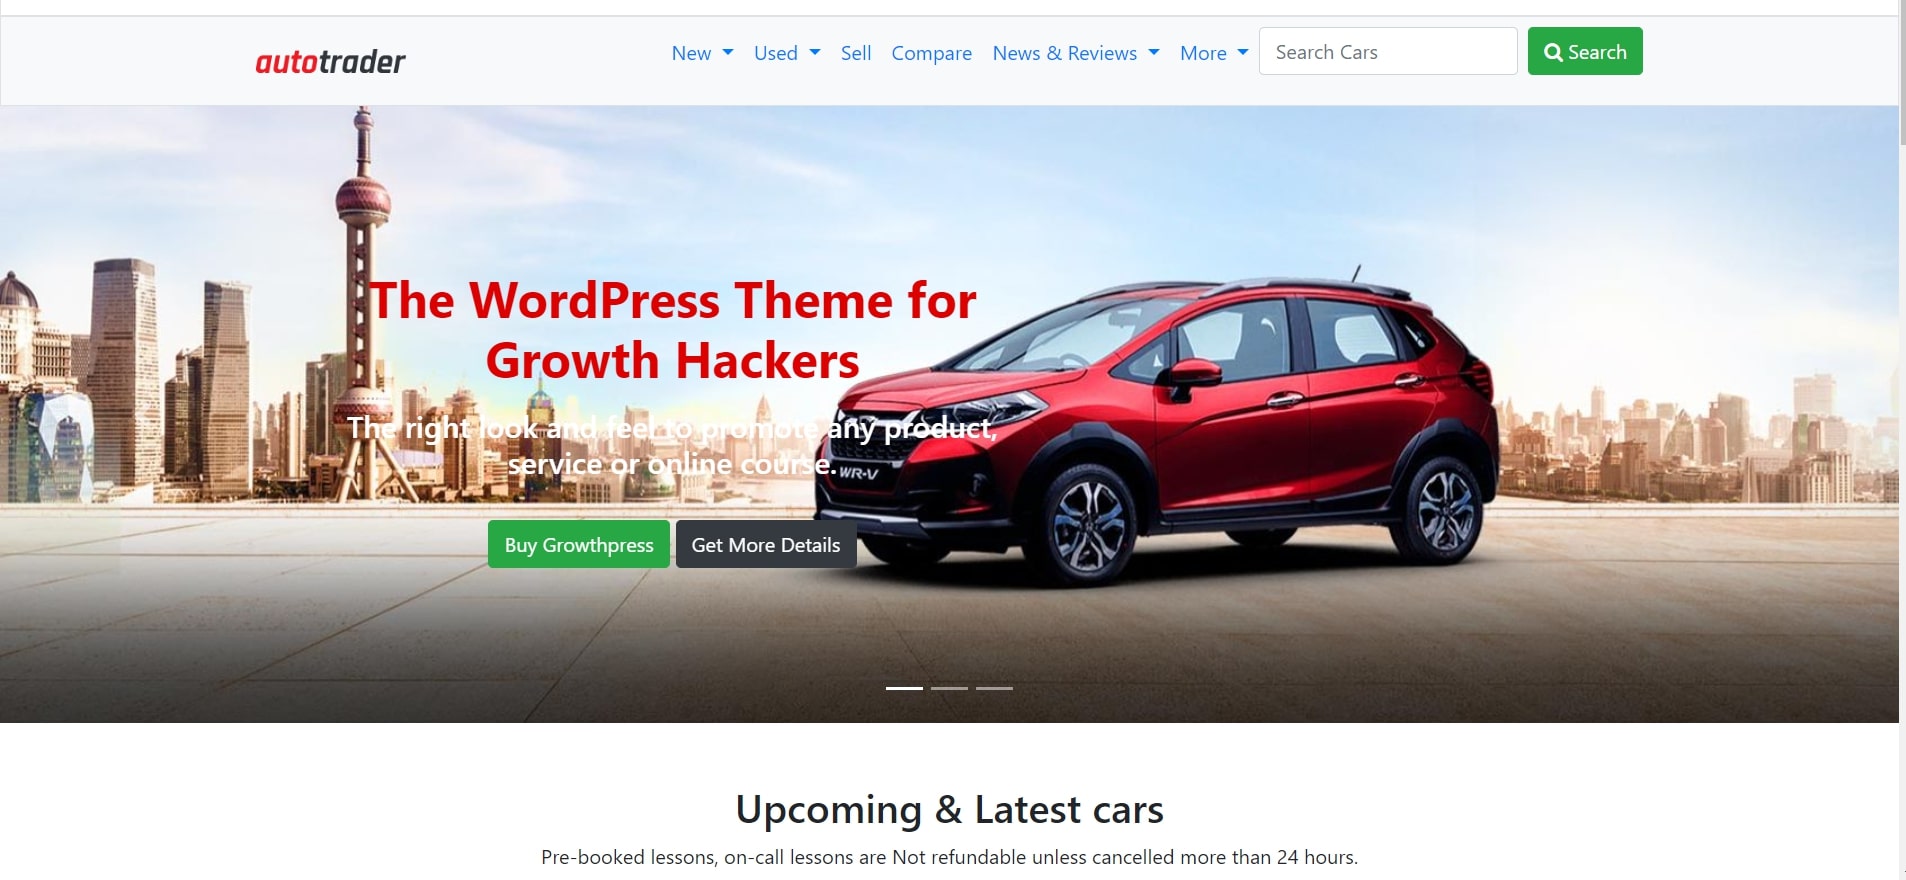 autotrader
New Used Sell Compare News & Reviews More Search Cars Search
The WordPress Theme for
Growth Hackers
The right look and feel to promote any product,
service or online course.
WR-V
Buy Growthpress Get More Details
Upcoming & Latest cars
Pre-booked lessons, on-call lessons are Not refundable unless cancelled more than 24 hours.